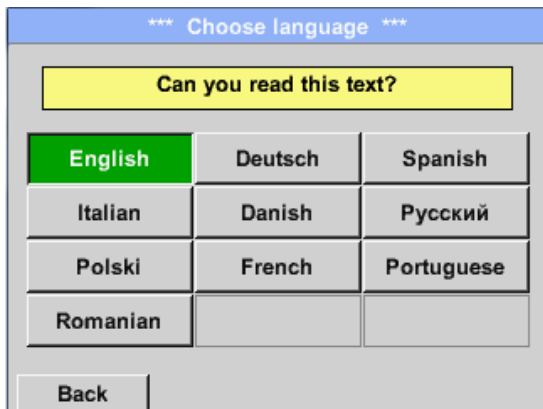 *** Choose language ***
Can you read this text?
English Deutsch Spanish
Italian Danish Русский
Polski French Portuguese
Romanian
Back